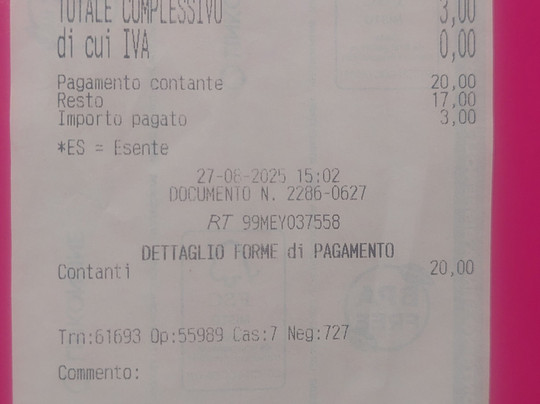 TOTALE COMPLESSIVO 3,00
di cui IVA 0,00
Pagamento contante 20,00
Resto 17,00
Importo pagato 3,00
*ES = Esente
27-06-2025 15:02
DOCUMENTO N. 2286-0627
RT 99MEY037558
DETTAGLIO FORME di PAGAMENTO
Contanti 20,00
Trn:61693 Op:55989 Cas:7 Neg:727
Commento: